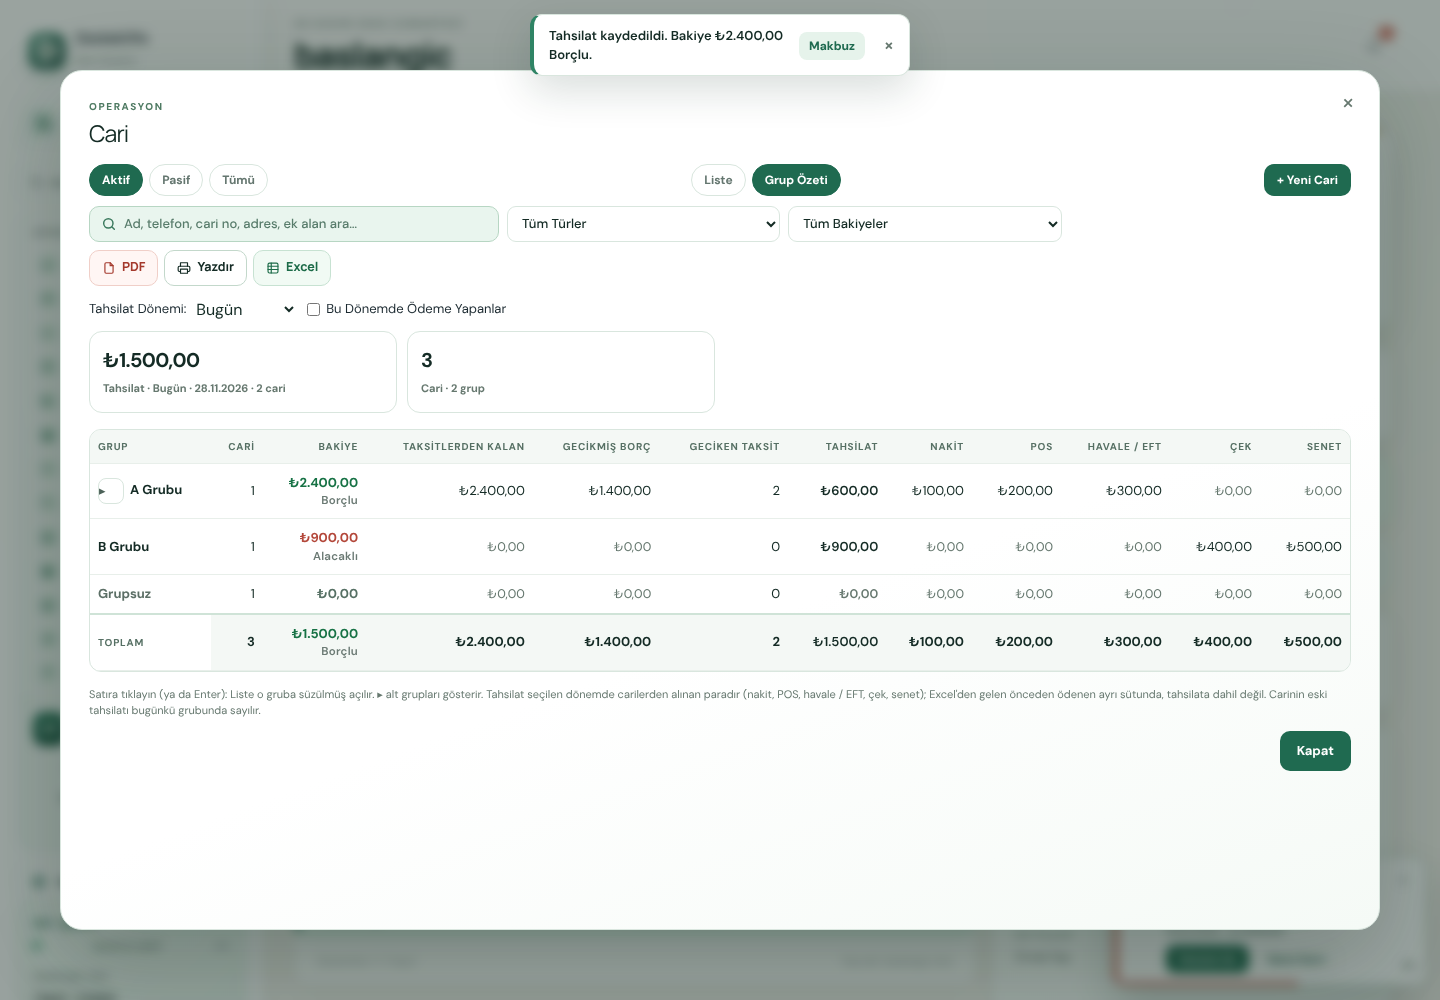 Tahsilat kaydedildi. Bakiye ₺2.400,00
Borçlu.
Makbuz
×
baslangic
OPERASYON
×
Cari
Aktif Pasif Tümü Liste Grup Özeti + Yeni Cari
Ad, telefon, cari no, adres, ek alan ara... Tüm Türler Tüm Bakiyeler
PDF Yazdır Excel
Tahsilat Dönemi: Bugün Bu Dönemde Ödeme Yapanlar
₺1.500,00
Tahsilat · Bugün · 28.11.2026 · 2 cari
3
Cari · 2 grup
GRUP CARİ BAKİYE TAKSİTLERDEN KALAN GECİKMİŞ BORÇ GECİKEN TAKSİT TAHSİLAT NAKİT POS HAVALE / EFT ÇEK SENET
▸ A Grubu 1 ₺2.400,00 Borçlu ₺2.400,00 ₺1.400,00 2 ₺600,00 ₺100,00 ₺200,00 ₺300,00 ₺0,00 ₺0,00
B Grubu 1 ₺900,00 Alacaklı ₺0,00 ₺0,00 0 ₺900,00 ₺0,00 ₺0,00 ₺0,00 ₺400,00 ₺500,00
Grupsuz 1 ₺0,00 ₺0,00 ₺0,00 0 ₺0,00 ₺0,00 ₺0,00 ₺0,00 ₺0,00 ₺0,00
TOPLAM 3 ₺1.500,00 Borçlu ₺2.400,00 ₺1.400,00 2 ₺1.500,00 ₺100,00 ₺200,00 ₺300,00 ₺400,00 ₺500,00
Satıra tıklayın (ya da Enter): Liste o gruba süzülmüş açılır. ▸ alt grupları gösterir. Tahsilat seçilen dönemde carilerden alınan paradır (nakit, POS, havale / EFT, çek, senet); Excel'den gelen önceden ödenen ayrı sütunda, tahsilata dahil değil. Carinin eski
tahsilatı bugünkü grubunda sayılır.
Kapat